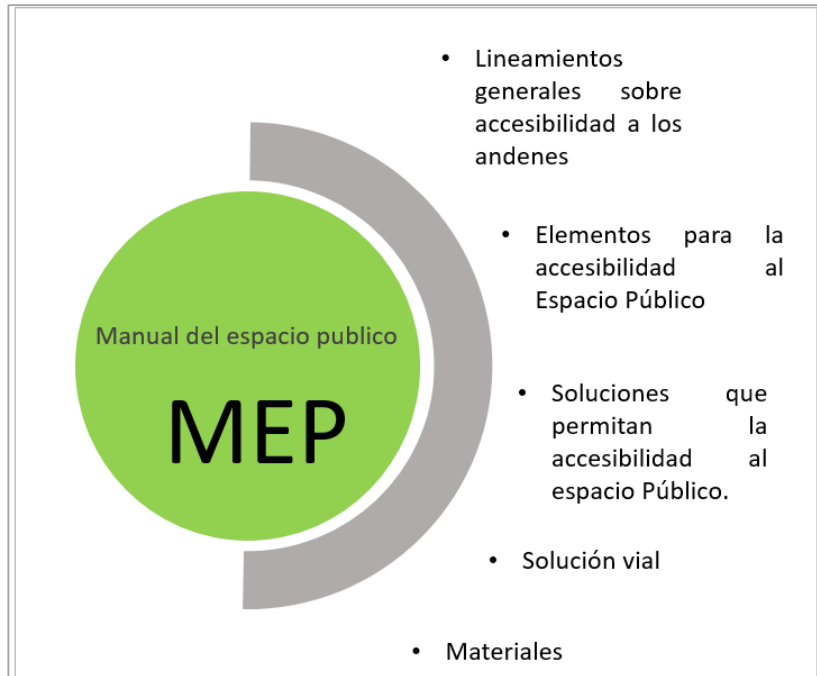 • Lineamientos
generales sobre
accesibilidad a los
andenes
• Elementos para la
accesibilidad al
Espacio Público
Manual del espacio publico
MEP
• Soluciones que
permitan la
accesibilidad al
espacio Público.
• Solución vial
• Materiales